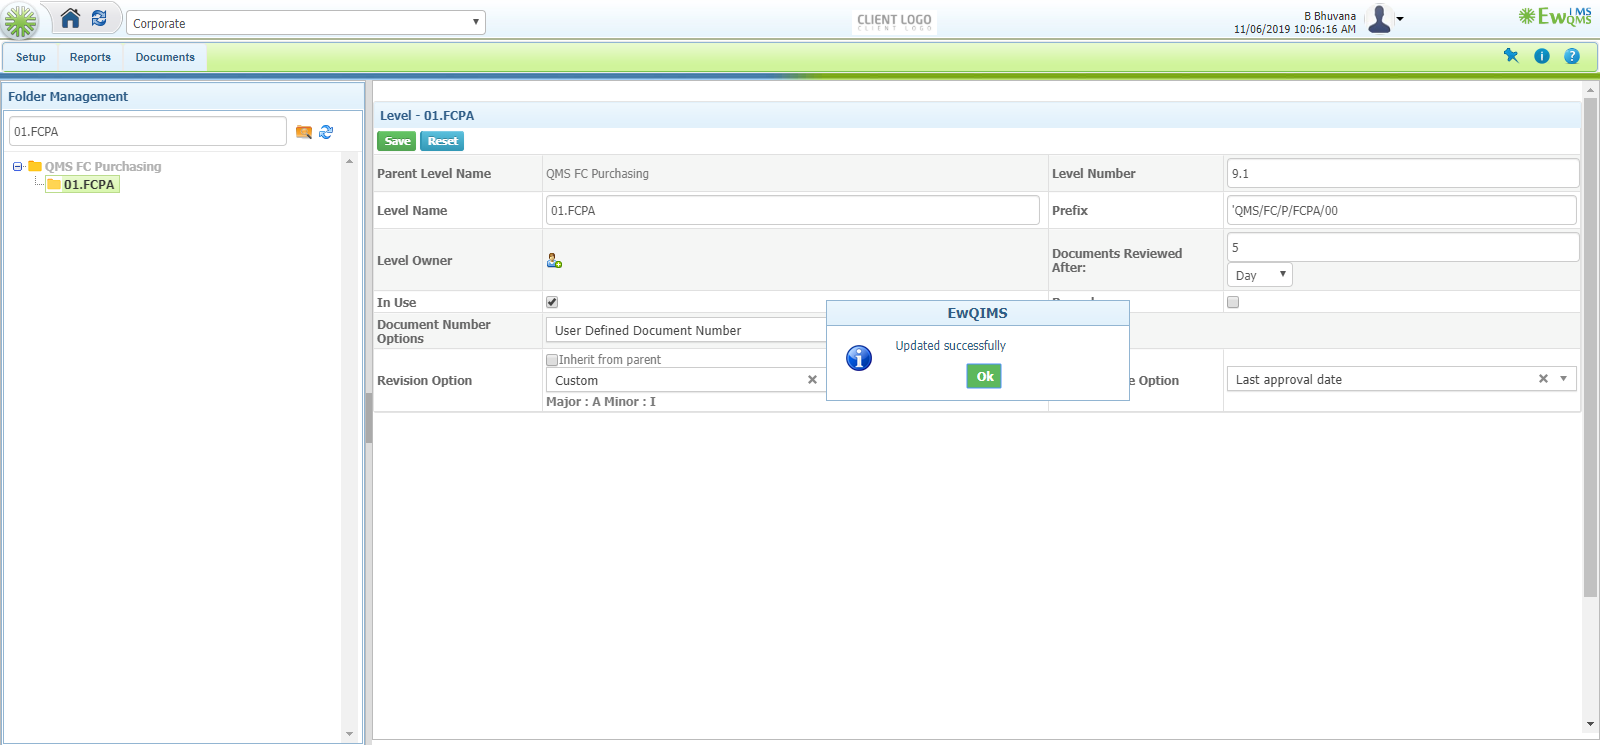 Corporate
CLIENT LOGO
CLIENT LOGO
B Bhuvana
11/06/2019 10:06:16 AM
EwQIMS
QMS
Setup
Reports
Documents
Folder Management
01.FCPA
QMS FC Purchasing
01.FCPA
Level - 01.FCPA
Save
Reset
Parent Level Name
QMS FC Purchasing
Level Number
9.1
Level Name
01.FCPA
Prefix
'QMS/FC/P/FCPA/00
Level Owner
Documents Reviewed
After:
5
Day
In Use
Document Number
Options
User Defined Document Number
Revision Option
Inherit from parent
Custom
Major : A Minor : I
e Option
Last approval date
EwQIMS
Updated successfully
Ok